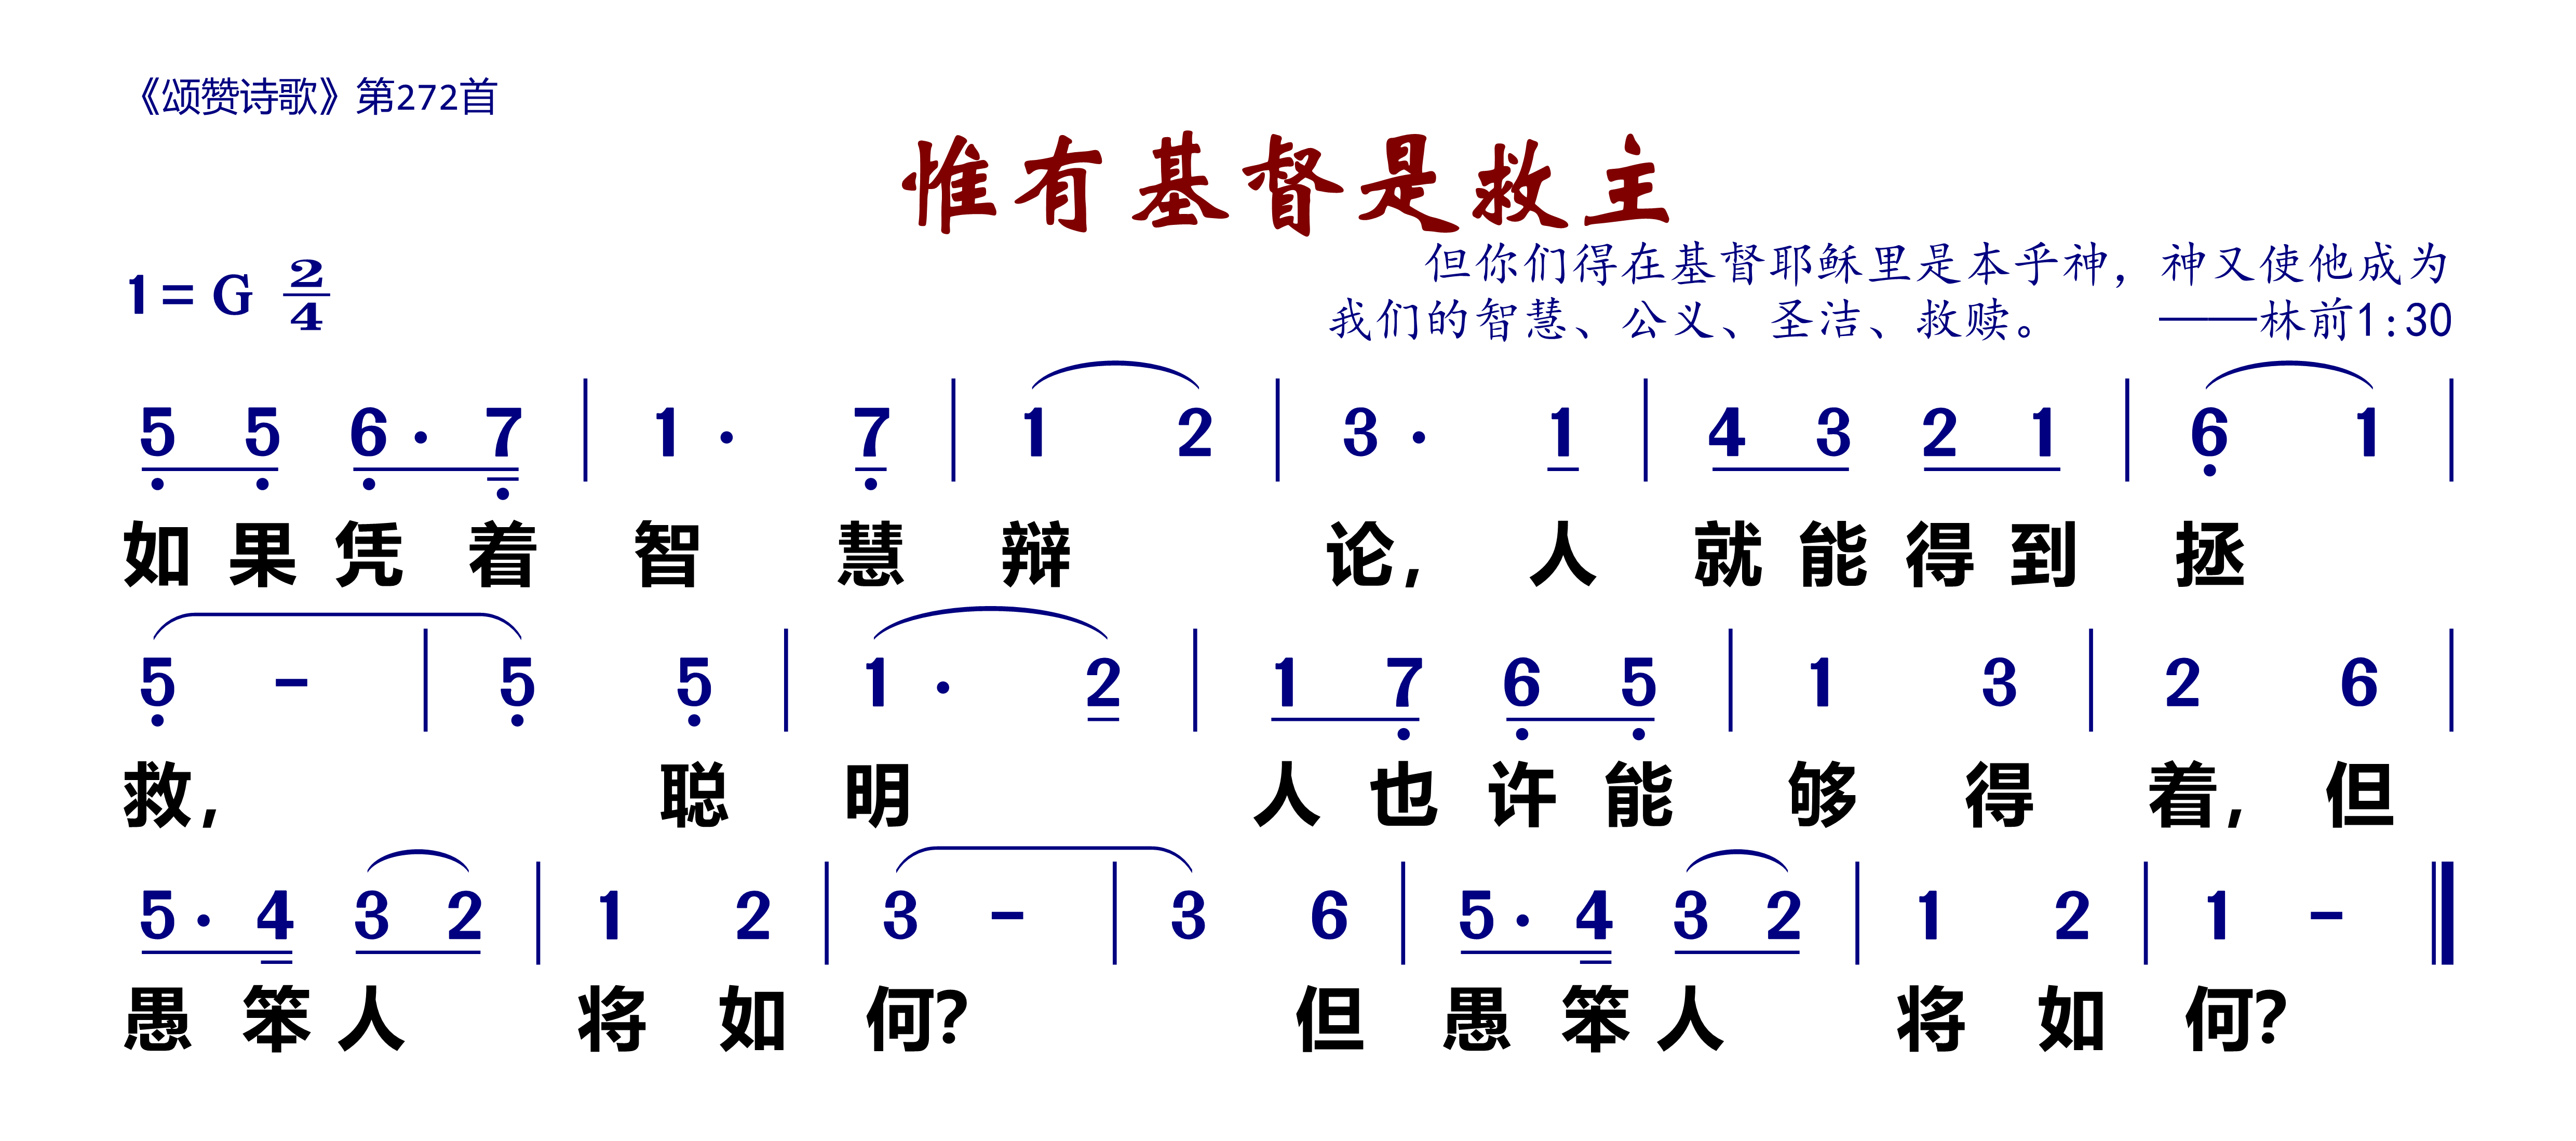 《颂赞诗歌》第272首
惟有基督是救主
1= G 2/4
但你们得在基督耶稣里是本乎神，神又使他成为
我们的智慧、公义、圣洁、救赎。 ——林前1:30
5 5 6· 7 | 1· 7 | 1 2 | 3· 1 | 4 3 2 1 | 6 1 |
如果凭着智慧辩论，人就能得到拯
5 - | 5 5 | 1· 2 | 1 7 6 5 | 1 3 | 2 6 |
救，聪明人也许能够得着，但
5· 4 3 2 | 1 2 | 3 - | 3 6 | 5· 4 3 2 | 1 2 | 1 - ‖
愚笨人将如何？但愚笨人将如何？